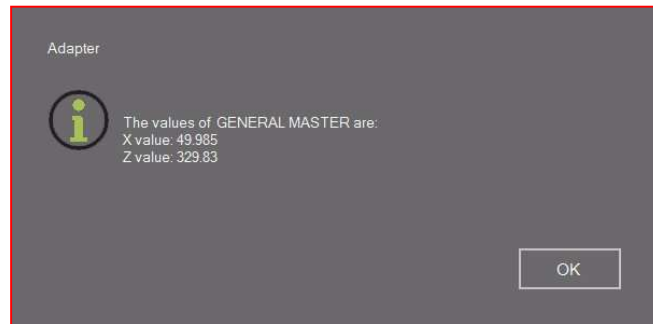 Adapter
The values of GENERAL MASTER are:
X value: 49.985
Z value: 329.83
OK